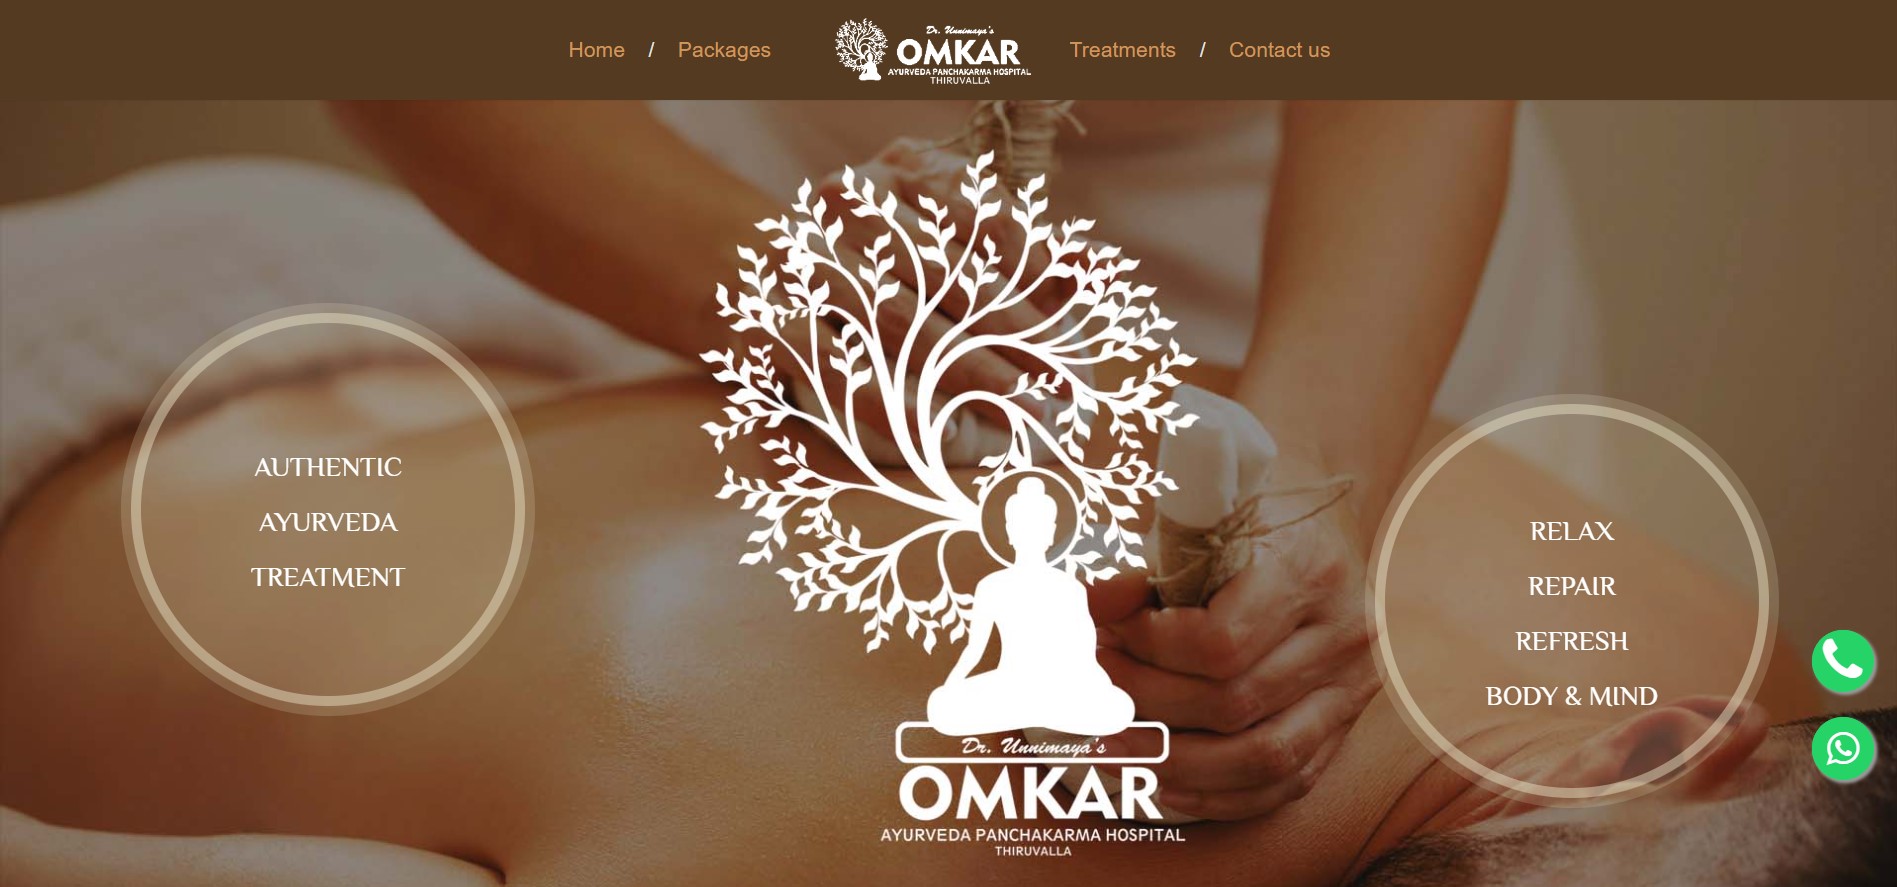 Home / Packages
Dr. Unnimaya's
OMKAR
AYURVEDA PANCHAKARMA HOSPITAL
THIRUVALLA
Treatments / Contact us
AUTHENTIC
AYURVEDA
TREATMENT
Dr. Unnimaya's
OMKAR
AYURVEDA PANCHAKARMA HOSPITAL
THIRUVALLA
RELAX
REPAIR
REFRESH
BODY & MIND